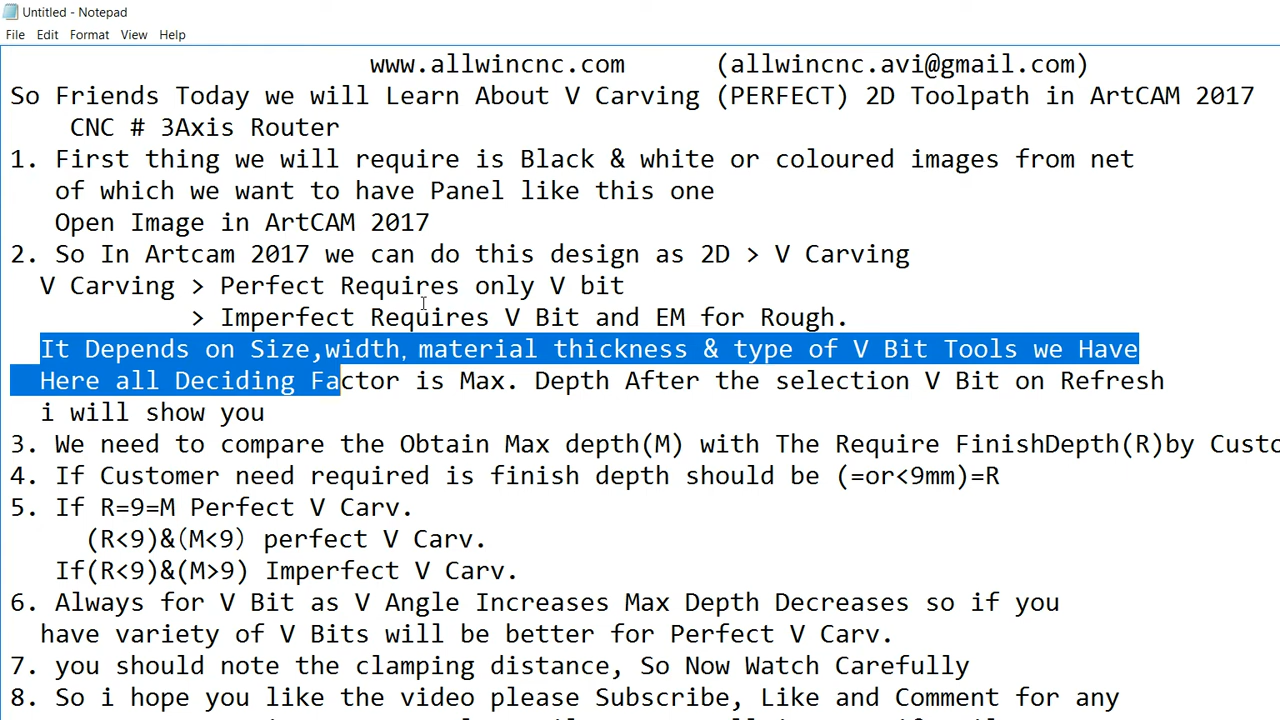 Untitled - Notepad
File Edit Format View Help
www.allwincnc.com (allwincnc.avi@gmail.com)
So Friends Today we will Learn About V Carving (PERFECT) 2D Toolpath in ArtCAM 2017
CNC # 3Axis Router
1. First thing we will require is Black & white or coloured images from net
of which we want to have Panel like this one
Open Image in ArtCAM 2017
2. So In Artcam 2017 we can do this design as 2D > V Carving
V Carving > Perfect Requires only V bit
> Imperfect Requires V Bit and EM for Rough.
It Depends on Size,width, material thickness & type of V Bit Tools we Have
Here all Deciding Factor is Max. Depth After the selection V Bit on Refresh
i will show you
3. We need to compare the Obtain Max depth(M) with The Require FinishDepth(R)by Custo
4. If Customer need required is finish depth should be (=or<9mm)=R
5. If R=9=M Perfect V Carv.
(R<9)&(M<9) perfect V Carv.
If(R<9)&(M>9) Imperfect V Carv.
6. Always for V Bit as V Angle Increases Max Depth Decreases so if you
have variety of V Bits will be better for Perfect V Carv.
7. you should note the clamping distance, So Now Watch Carefully
8. So i hope you like the video please Subscribe, Like and Comment for any